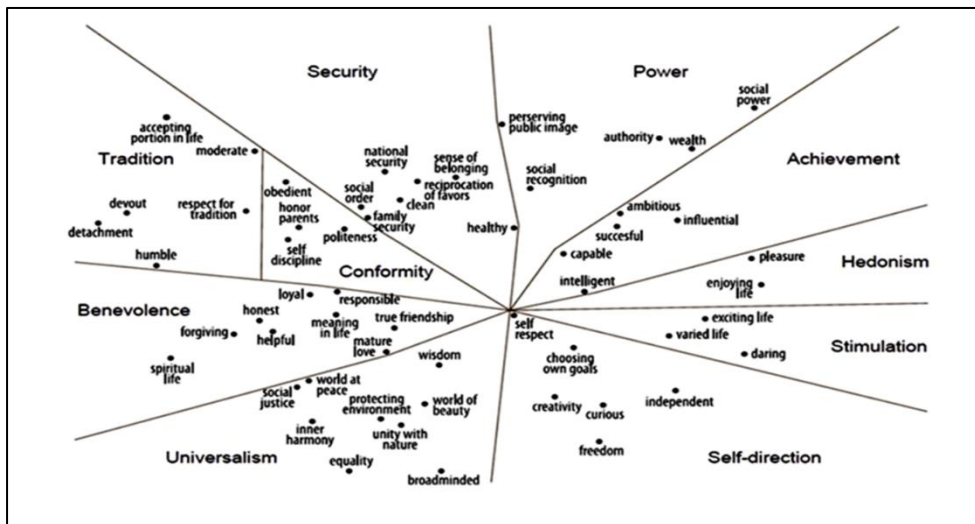 Security
Power
social
power
perserving
public image
accepting
portion in life
authority
wealth
Tradition
moderate
national
security
sense of
belonging
Achievement
obedient
social
order
reciprocation
of favors
social
recognition
clean
devout
respect for
tradition
honor
parents
family
security
ambitious
influential
detachment
politeness
healthy
succesful
self
discipline
humble
capable
pleasure
Conformity
Hedonism
intelligent
enjoying
life
Benevolence
loyal
responsible
honest
meaning
in life
true friendship
self
respect
exciting life
forgiving
helpful
varied life
Stimulation
mature
love
wisdom
choosing
own goals
daring
spiritual
life
social
justice
world at
peace
protecting
environment
world of
beauty
creativity
curious
independent
inner
harmony
unity with
nature
freedom
Universalism
equality
broadminded
Self-direction